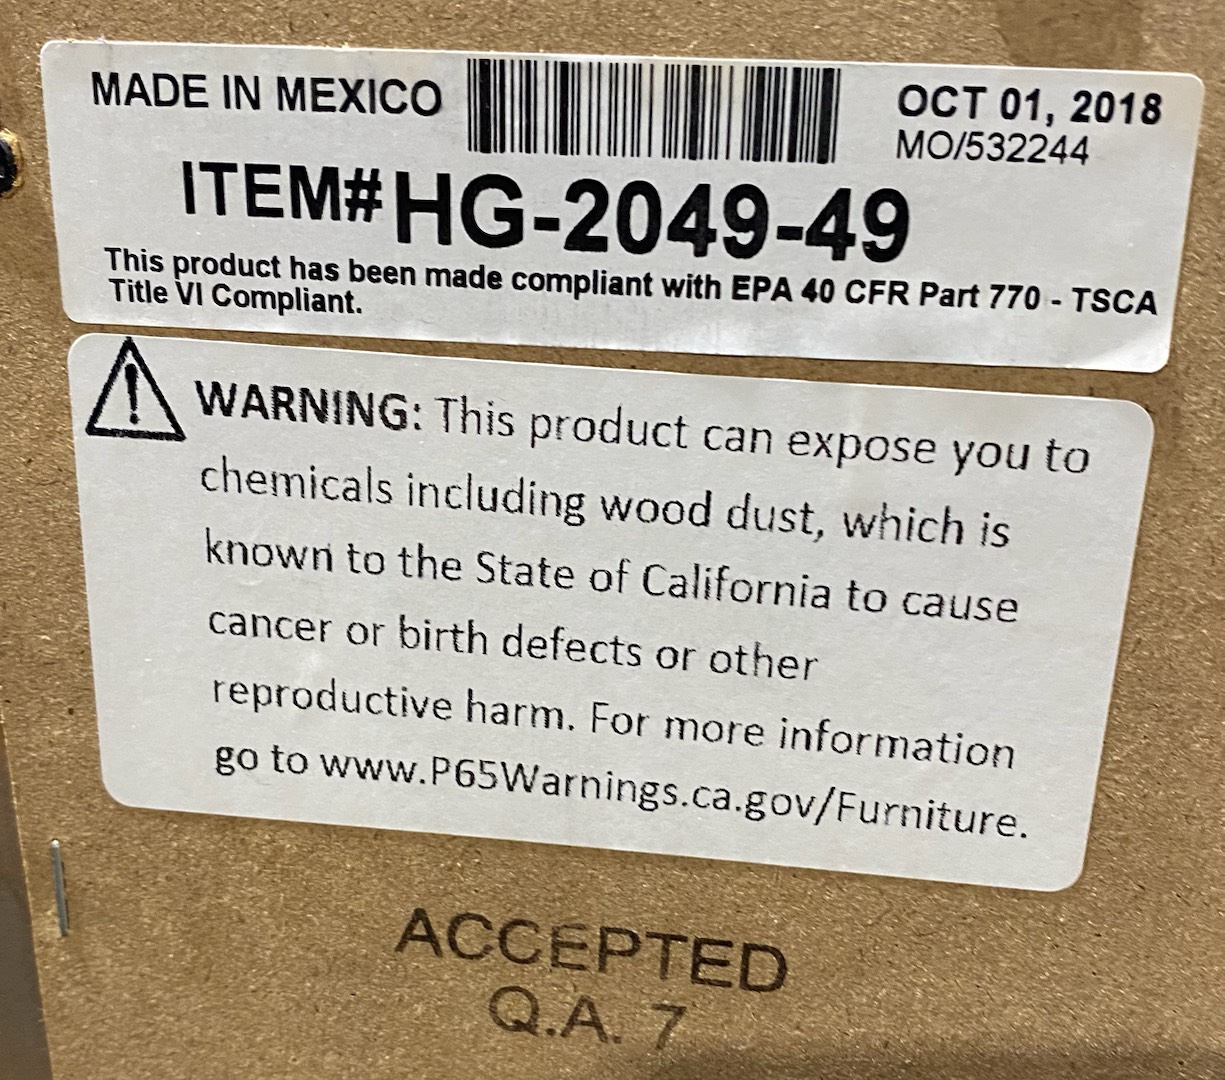 MADE IN MEXICO
OCT 01, 2018
MO/532244
ITEM#HG-2049-49
This product has been made compliant with EPA 40 CFR Part 770 - TSCA
Title VI Compliant.
WARNING: This product can expose you to
chemicals including wood dust, which is
known to the State of California to cause
cancer or birth defects or other
reproductive harm. For more information
go to www.P65Warnings.ca.gov/Furniture.
ACCEPTED
Q.A. 7